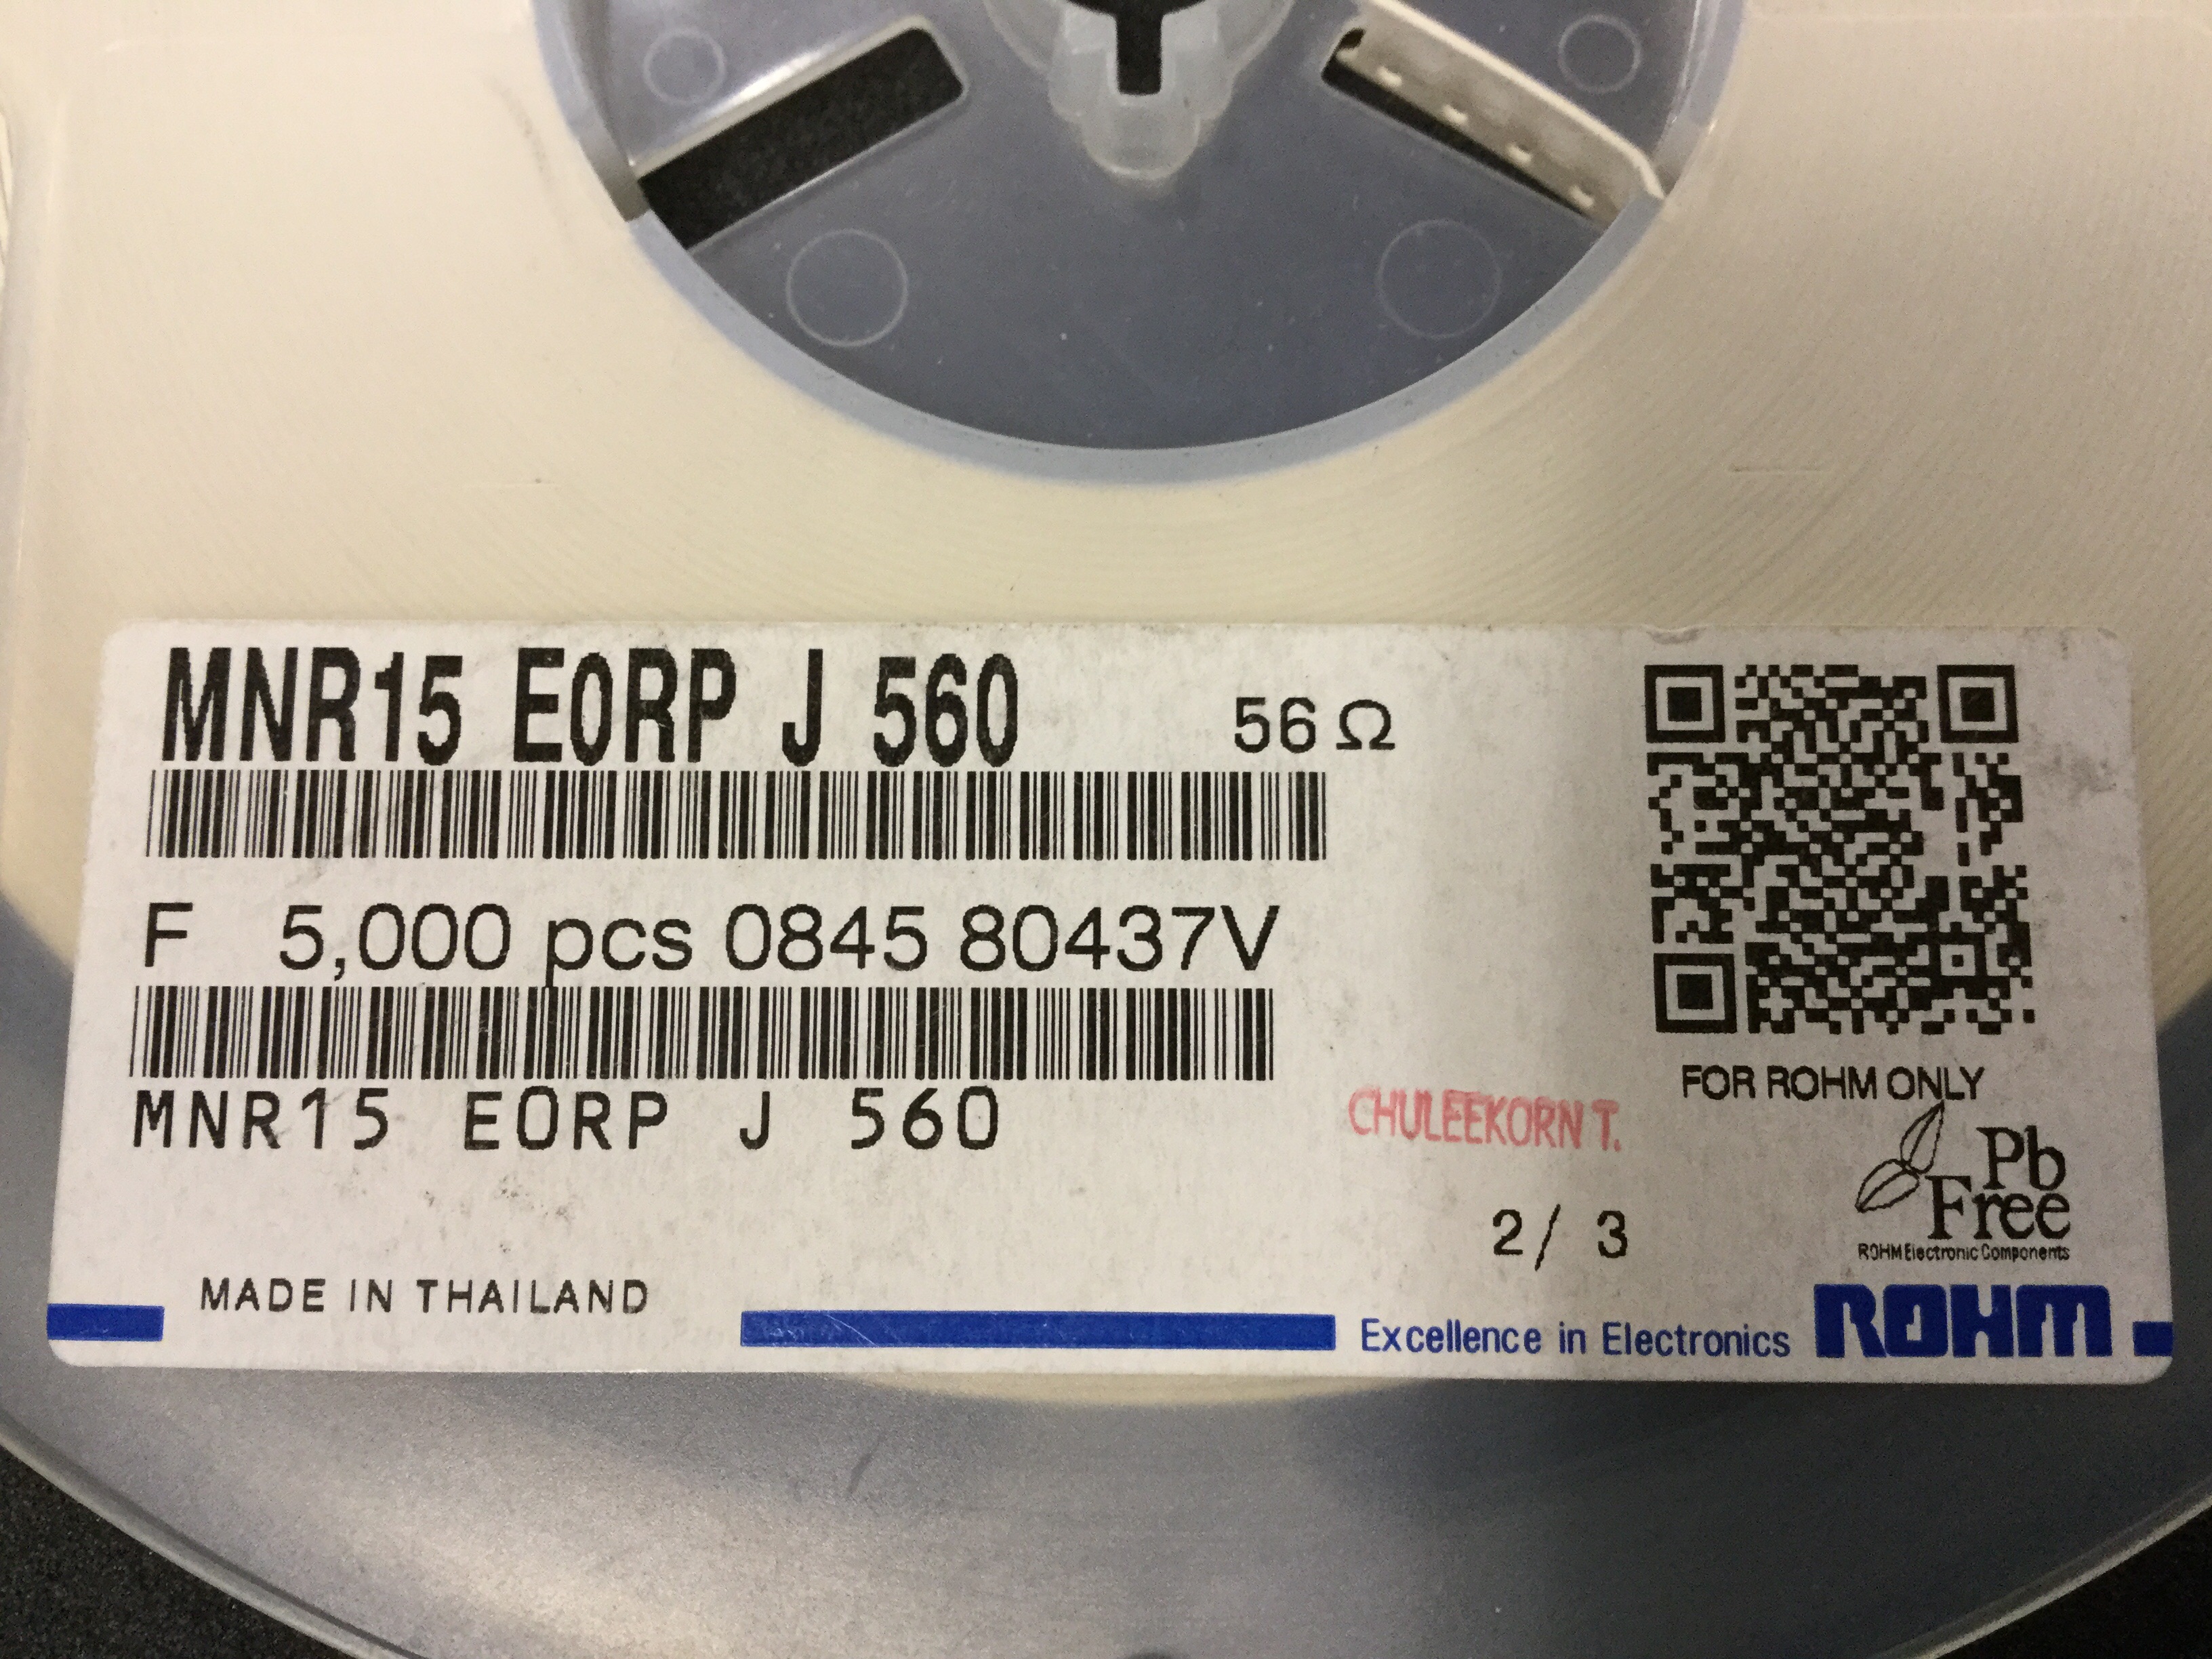 MNR15 E0RP J 560 56Ω
F 5,000 pcs 0845 80437V
MNR15 E0RP J 560
CHULEEKORN T.
FOR ROHM ONLY
Pb
Free
ROHM Electronic Components
2/ 3
MADE IN THAILAND
Excellence in Electronics ROHM